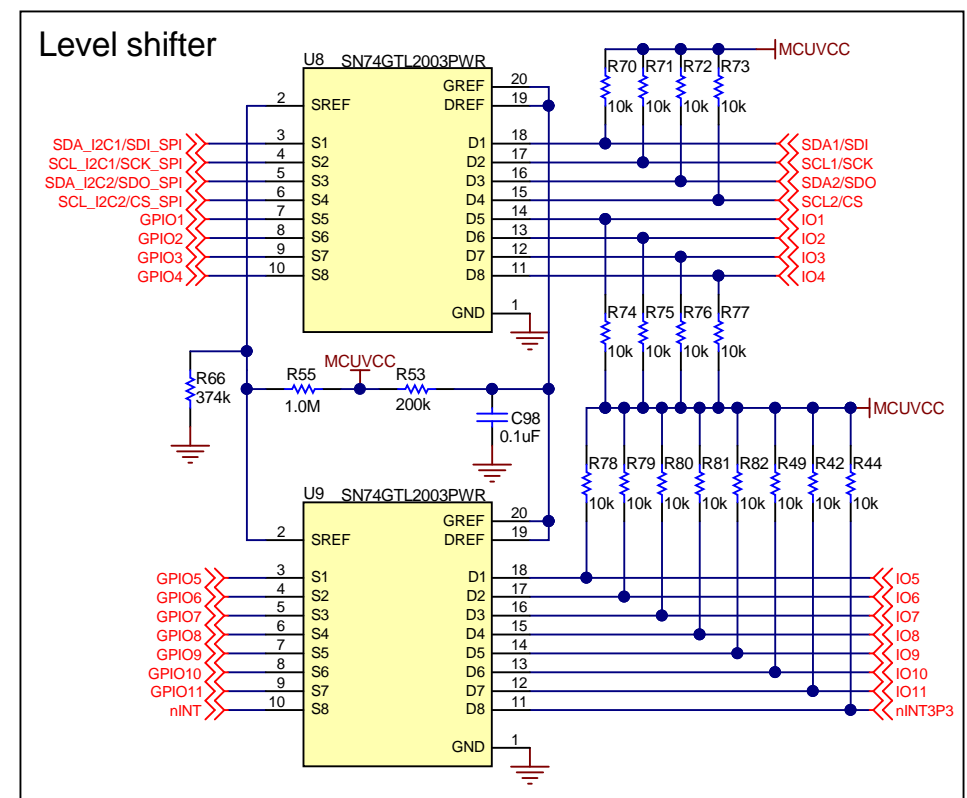 Level shifter
U8 SN74GTL2003PWR
MCUVCC
R70 R71 R72 R73
10k 10k 10k 10k
GREF 20
2 SREF DREF 19
SDA_I2C1/SDI_SPI 3 S1 D1 18 SDA1/SDI
SCL_I2C1/SCK_SPI 4 S2 D2 17 SCL1/SCK
SDA_I2C2/SDO_SPI 5 S3 D3 16 SDA2/SDO
SCL_I2C2/CS_SPI 6 S4 D4 15 SCL2/CS
GPIO1 7 S5 D5 14 IO1
GPIO2 8 S6 D6 13 IO2
GPIO3 9 S7 D7 12 IO3
GPIO4 10 S8 D8 11 IO4
GND 1
R74 R75 R76 R77
10k 10k 10k 10k
R66
374k
R55
1.0M
MCUVCC
R53
200k
C98
0.1uF
MCUVCC
R78 R79 R80 R81 R82 R49 R42 R44
10k 10k 10k 10k 10k 10k 10k 10k
U9 SN74GTL2003PWR
GREF 20
2 SREF DREF 19
GPIO5 3 S1 D1 18 IO5
GPIO6 4 S2 D2 17 IO6
GPIO7 5 S3 D3 16 IO7
GPIO8 6 S4 D4 15 IO8
GPIO9 7 S5 D5 14 IO9
GPIO10 8 S6 D6 13 IO10
GPIO11 9 S7 D7 12 IO11
nINT 10 S8 D8 11 nINT3P3
GND 1